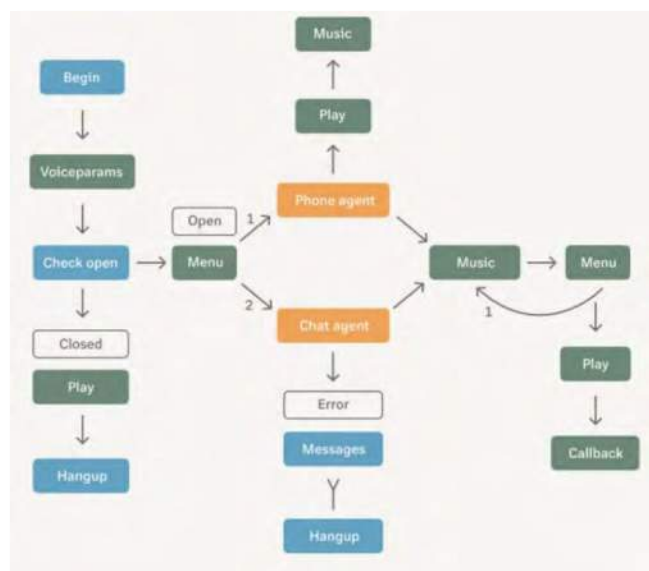 Begin
Voiceparams
Check open
Closed
Play
Hangup
Open
Menu
1
2
Music
Play
Phone agent
Chat agent
Error
Messages
Hangup
Music
Menu
1
Play
Callback